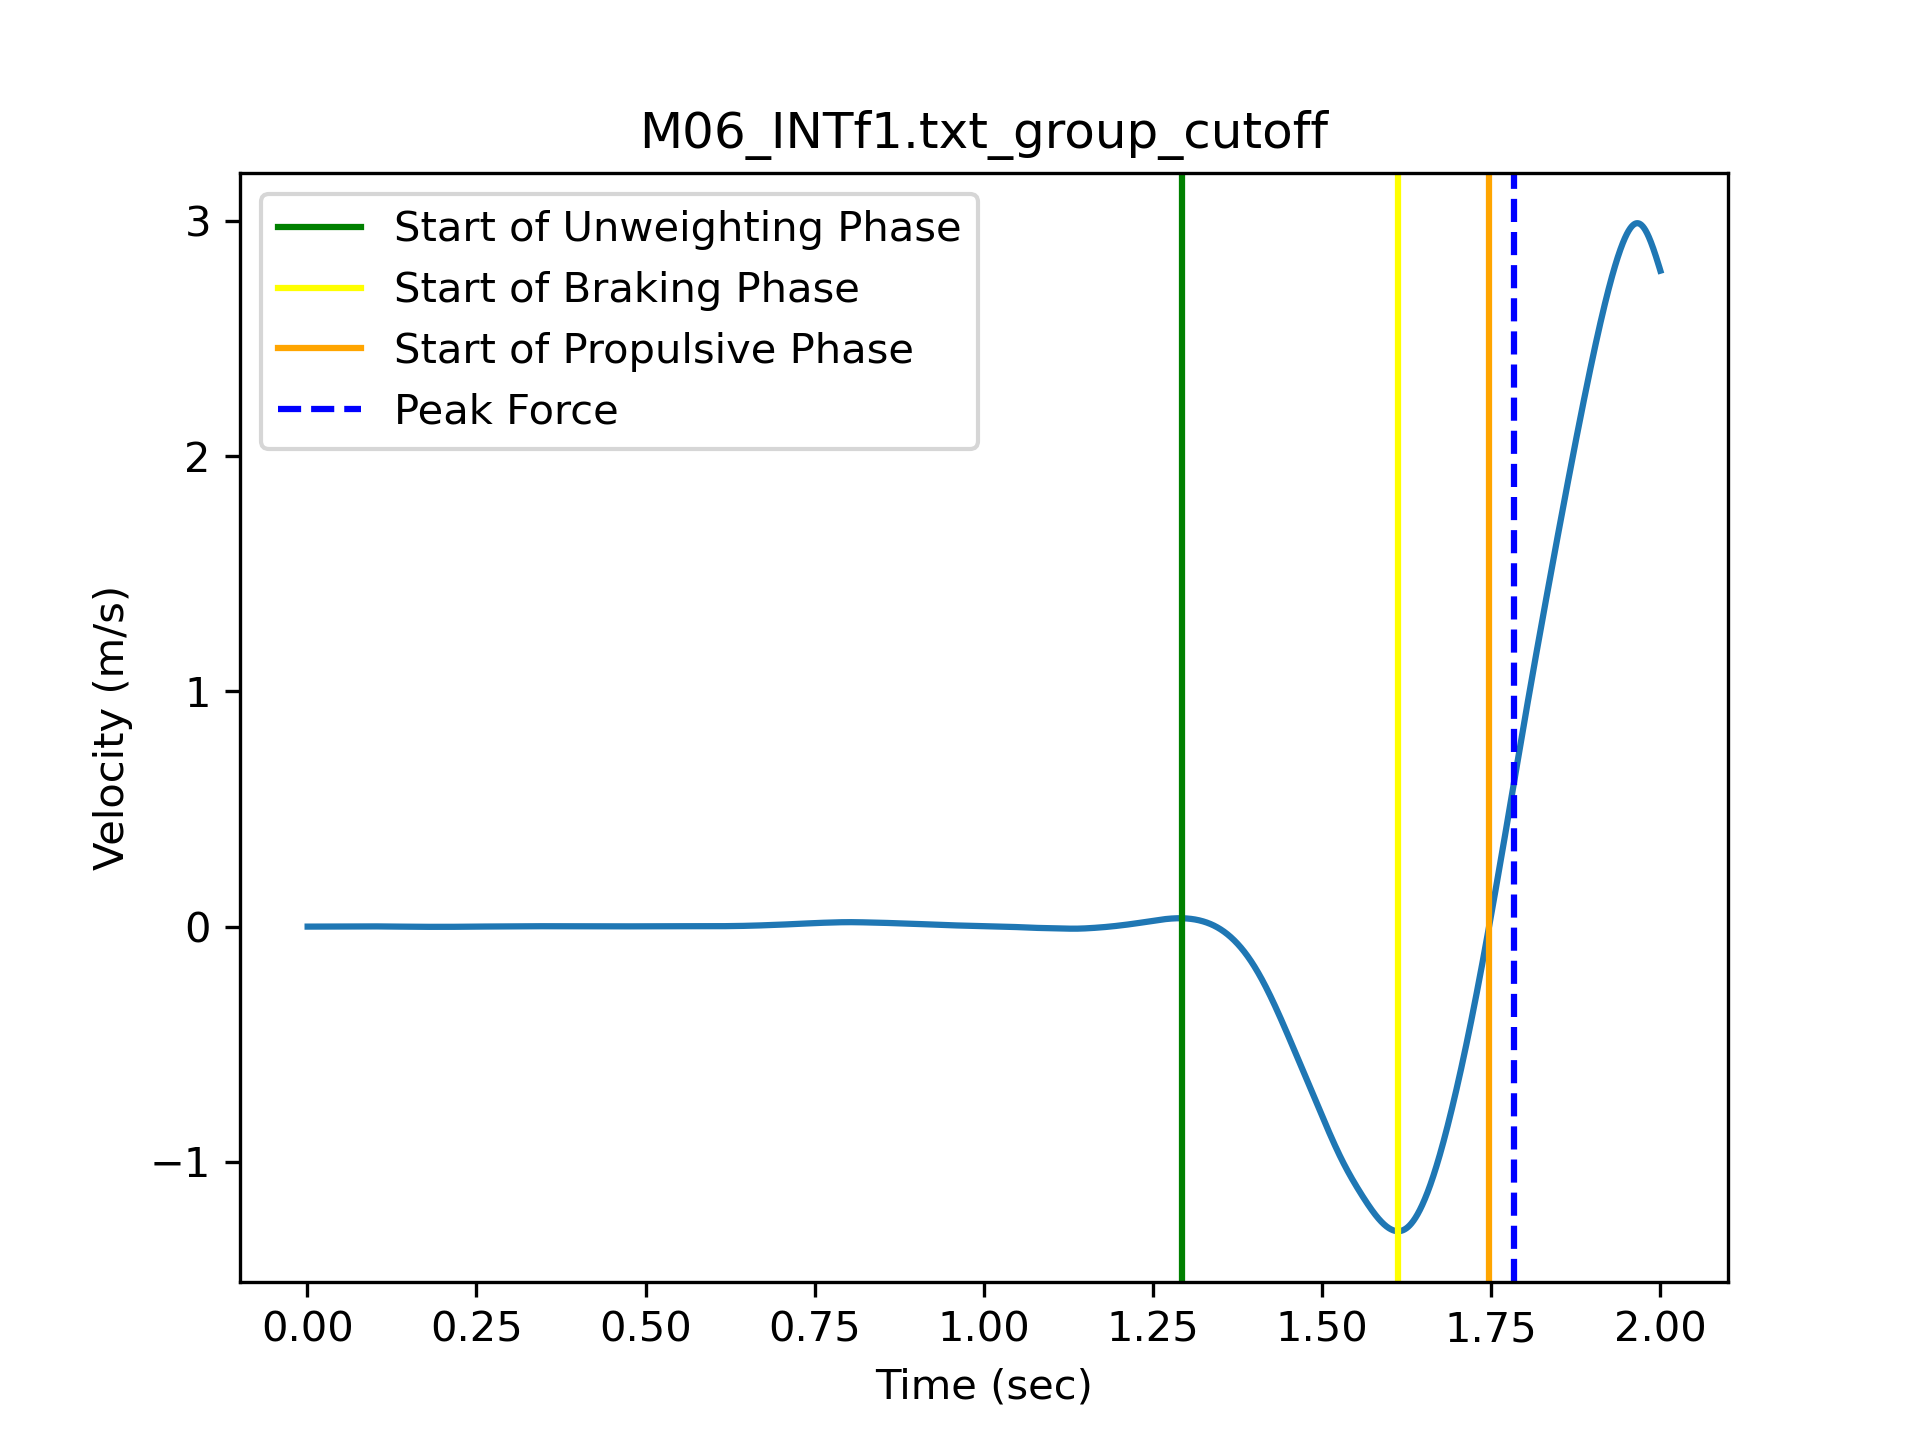 M06_INTf1.txt_group_cutoff
Start of Unweighting Phase
Start of Braking Phase
Start of Propulsive Phase
Peak Force
3
2
1
0
−1
Velocity (m/s)
0.00 0.25 0.50 0.75 1.00 1.25 1.50 1.75 2.00
Time (sec)